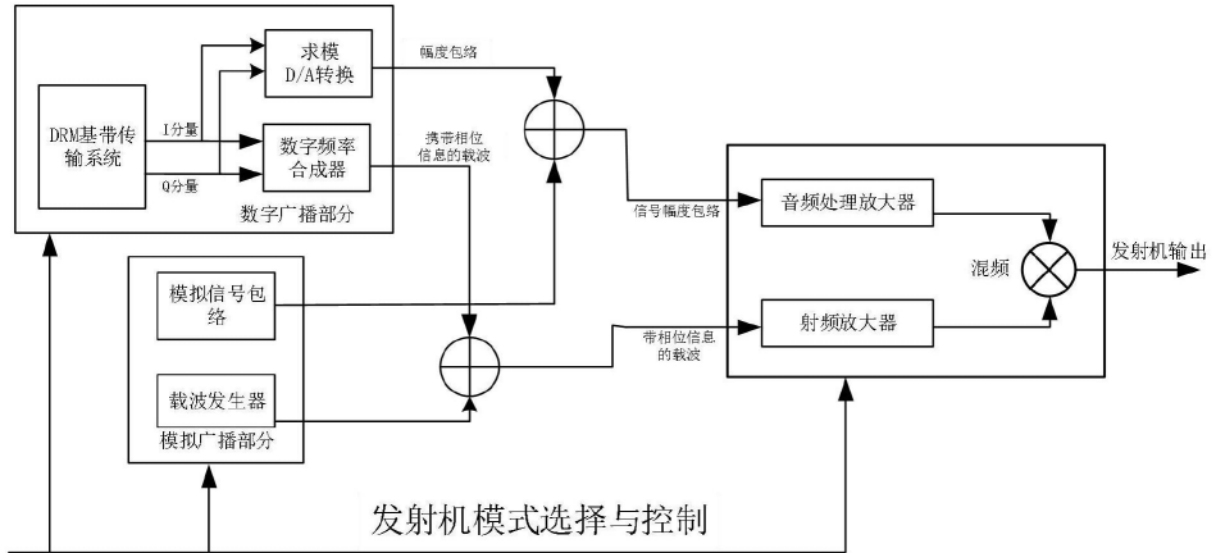 求模
D/A转换
幅度包络
DRM基带传
输系统
I分量
Q分量
数字频率
合成器
携带相位
信息的载波
数字广播部分
信号幅度包络
音频处理放大器
混频
发射机输出
模拟信号包
络
带相位信息
的载波
射频放大器
载波发生器
模拟广播部分
发射机模式选择与控制